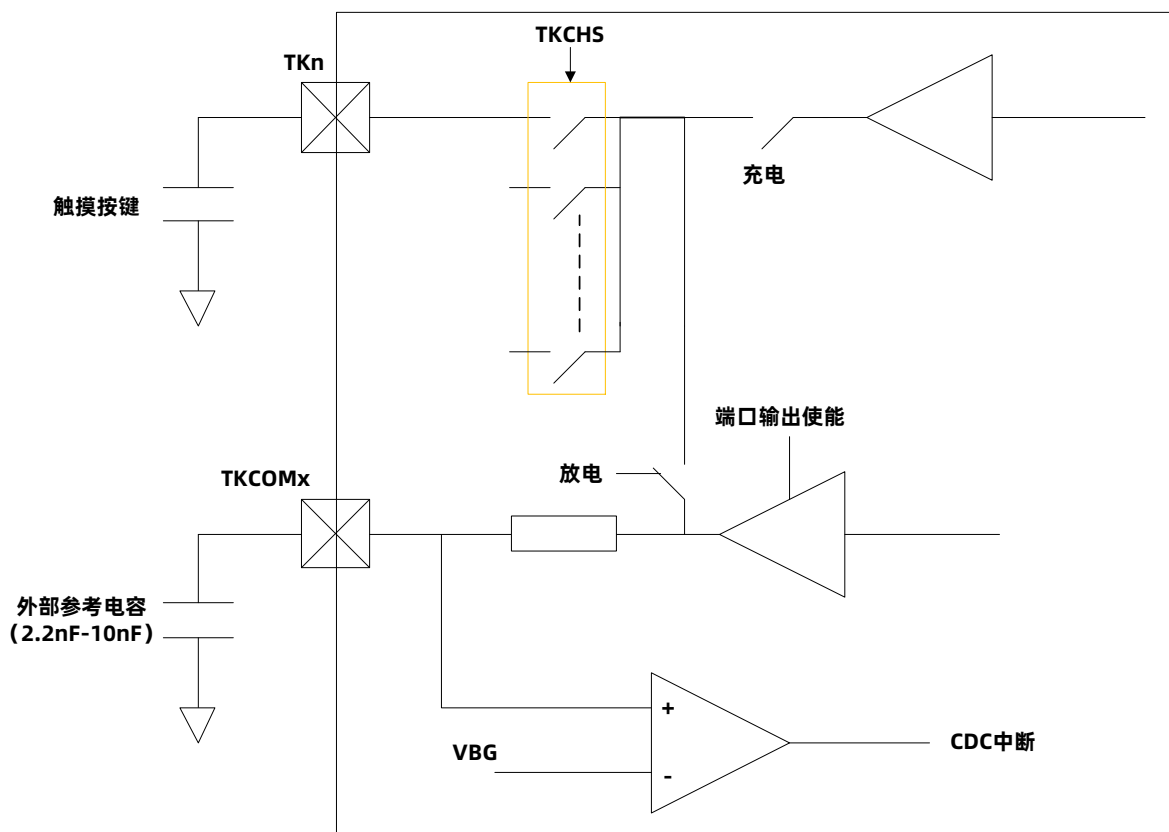 TKCHS
TKn
充电
触摸按键
端口输出使能
放电
TKCOMx
外部参考电容
（2.2nF-10nF）
+
VBG
-
CDC中断